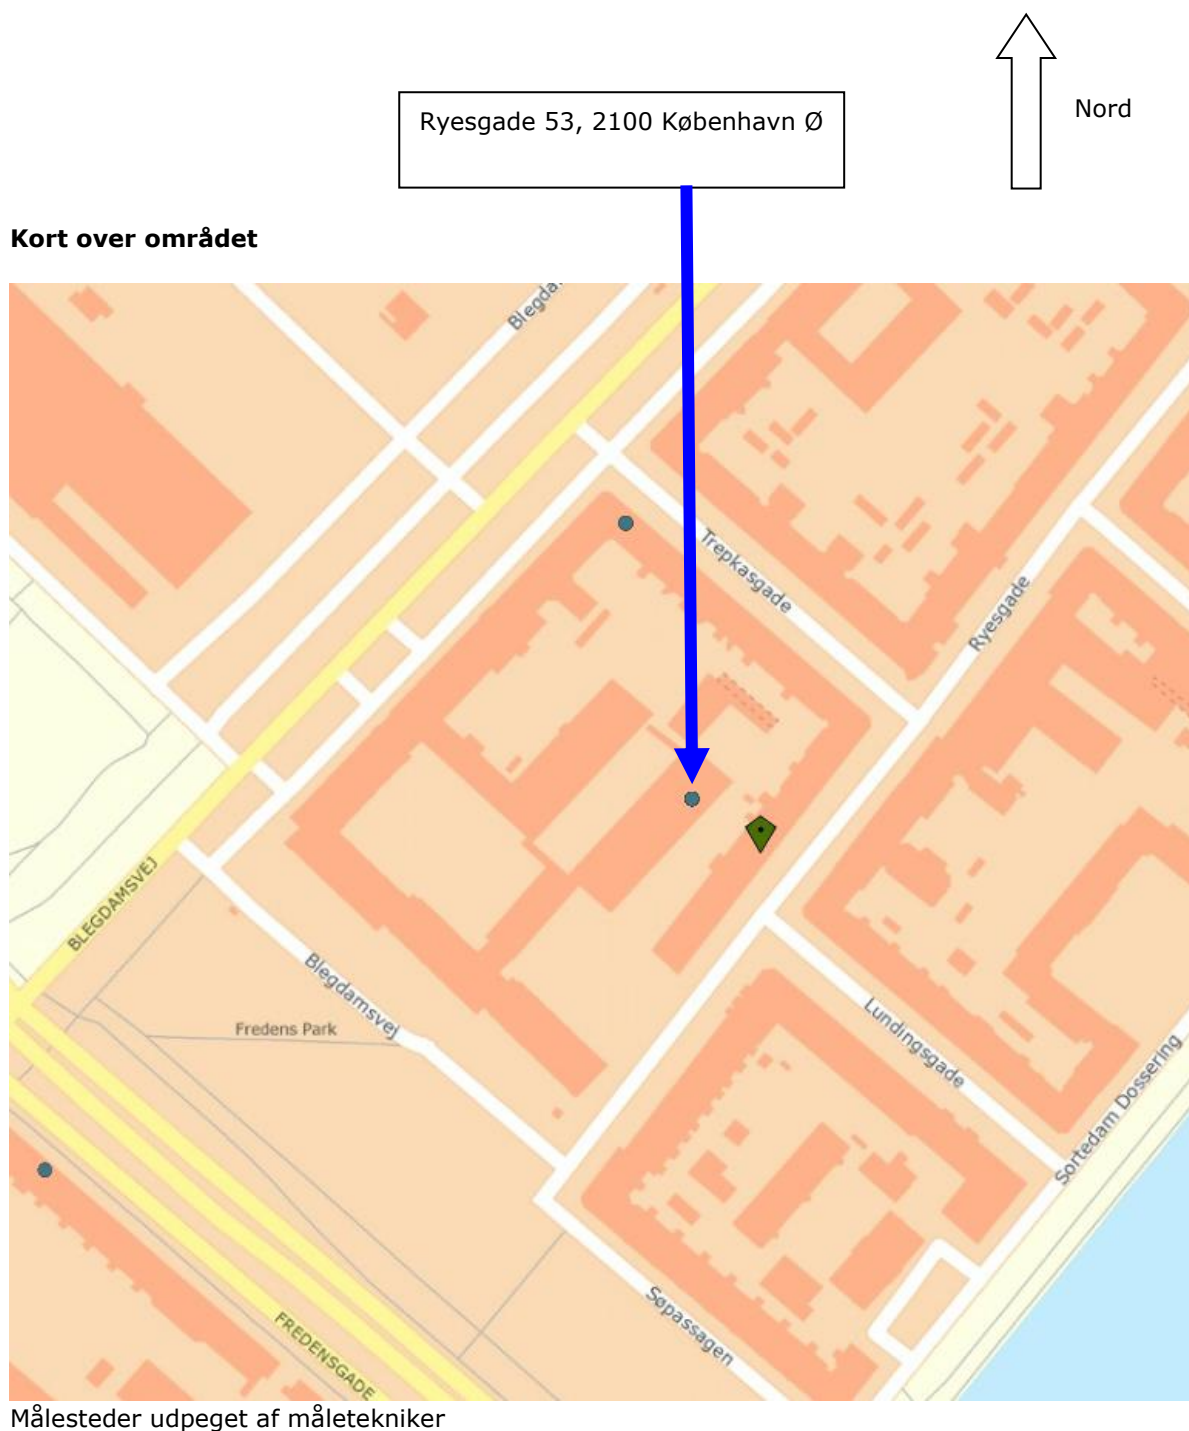 Nord
Ryesgade 53, 2100 København Ø
Kort over området
Blegda
Trepkasgade
Ryesgade
BLEGDAMSVEJ
Blegdamsvej
Fredens Park
Lundingsgade
Sortedam Dossering
Søpassagen
FREDENSGADE
Målesteder udpeget af måletekniker